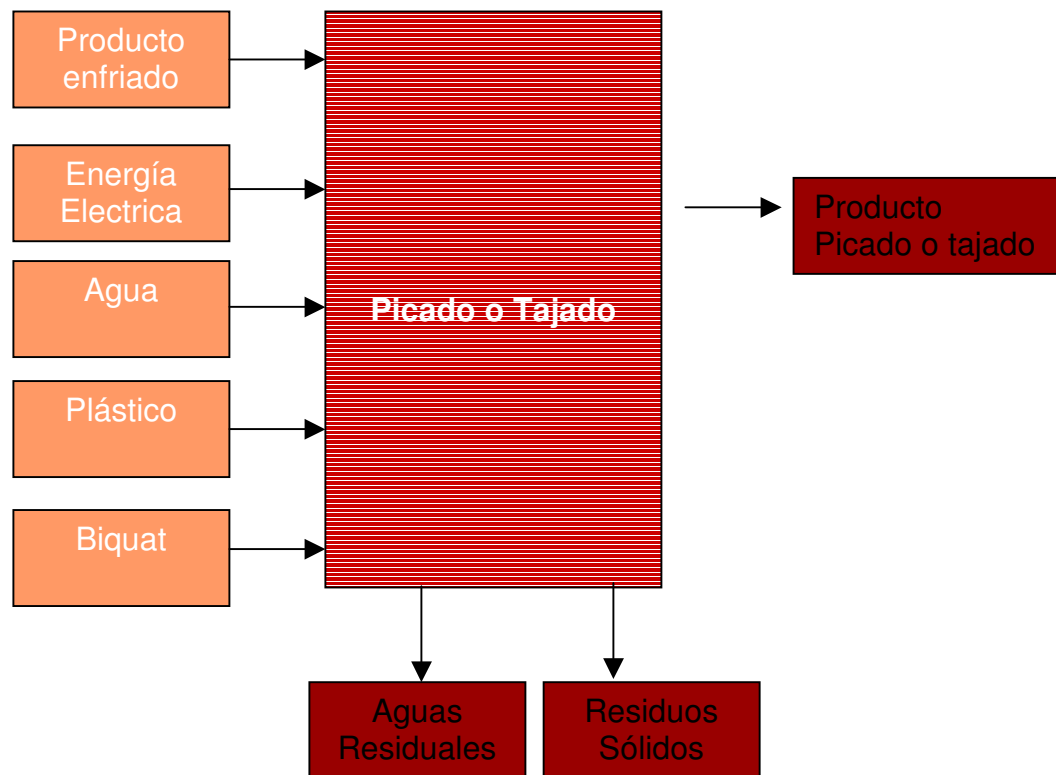 Producto
enfriado
Energía
Electrica
Agua
Plástico
Biquat
Picado o Tajado
Producto
Picado o tajado
Aguas
Residuales
Residuos
Sólidos